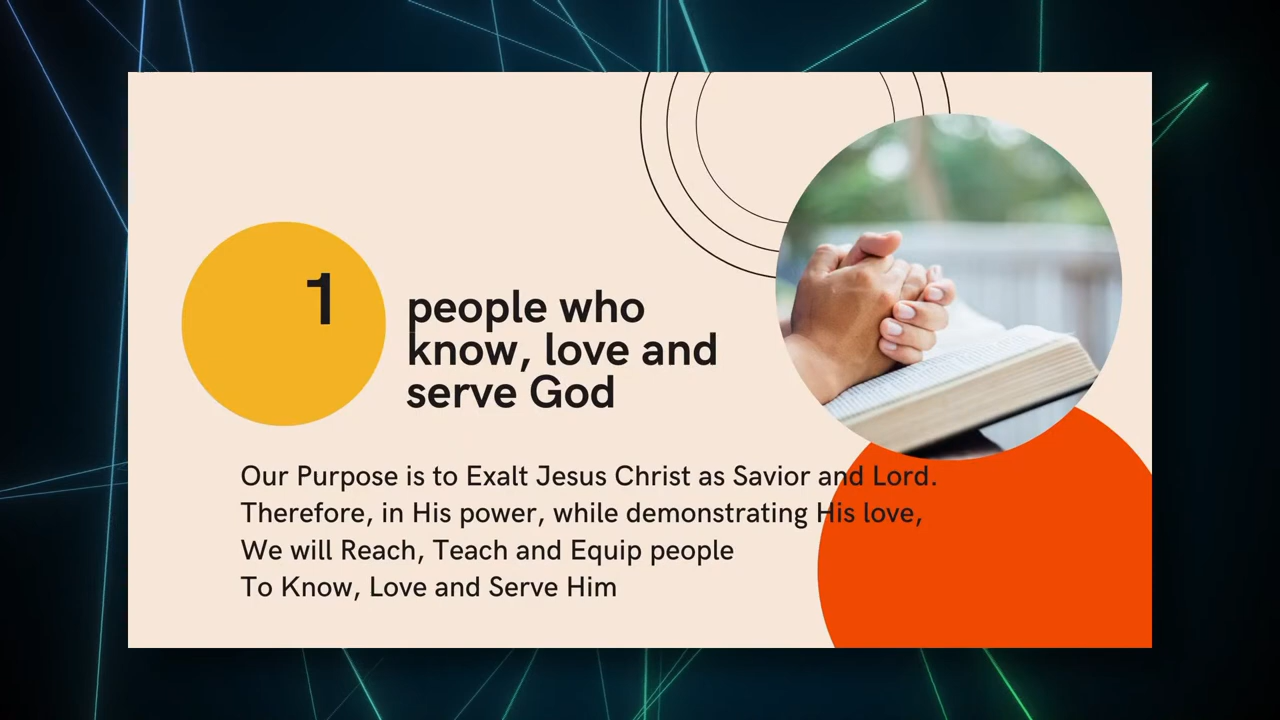 1
people who
know, love and
serve God
Our Purpose is to Exalt Jesus Christ as Savior and Lord.
Therefore, in His power, while demonstrating His love,
We will Reach, Teach and Equip people
To Know, Love and Serve Him